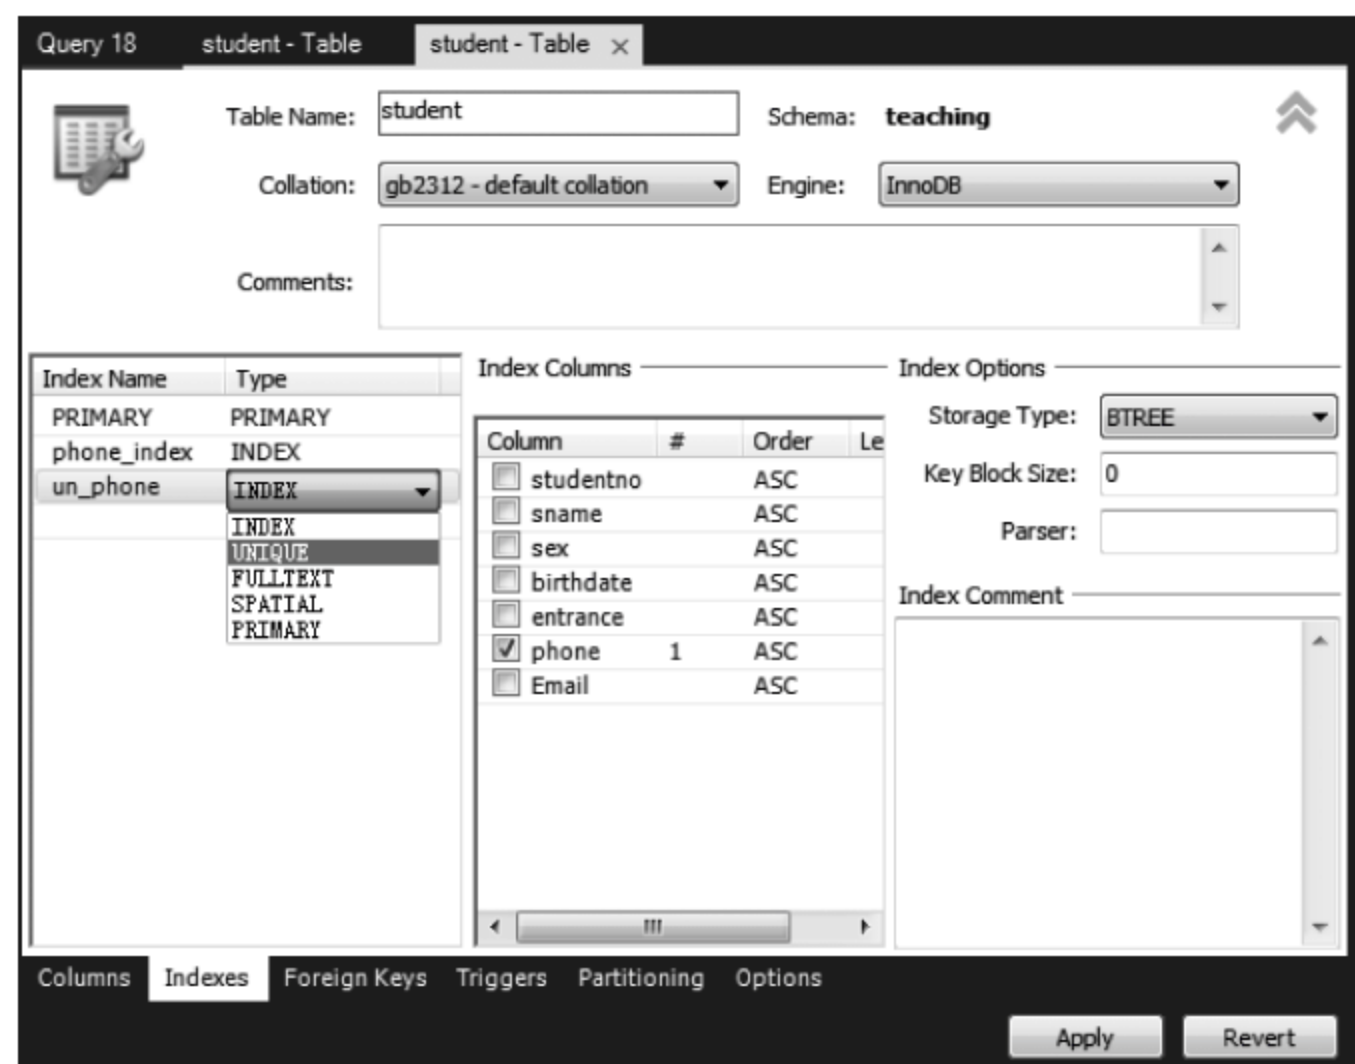 Query 18 student - Table student - Table ×
Table Name: student Schema: teaching
Collation: gb2312 - default collation Engine: InnoDB
Comments:
Index Name Type
PRIMARY PRIMARY
phone_index INDEX
un_phone INDEX
INDEX
UNIQUE
FULLTEXT
SPATIAL
PRIMARY
Index Columns
Column # Order Le
studentno ASC
sname ASC
sex ASC
birthdate ASC
entrance ASC
phone 1 ASC
Email ASC
Index Options
Storage Type: BTREE
Key Block Size: 0
Parser:
Index Comment
Columns Indexes Foreign Keys Triggers Partitioning Options
Apply Revert